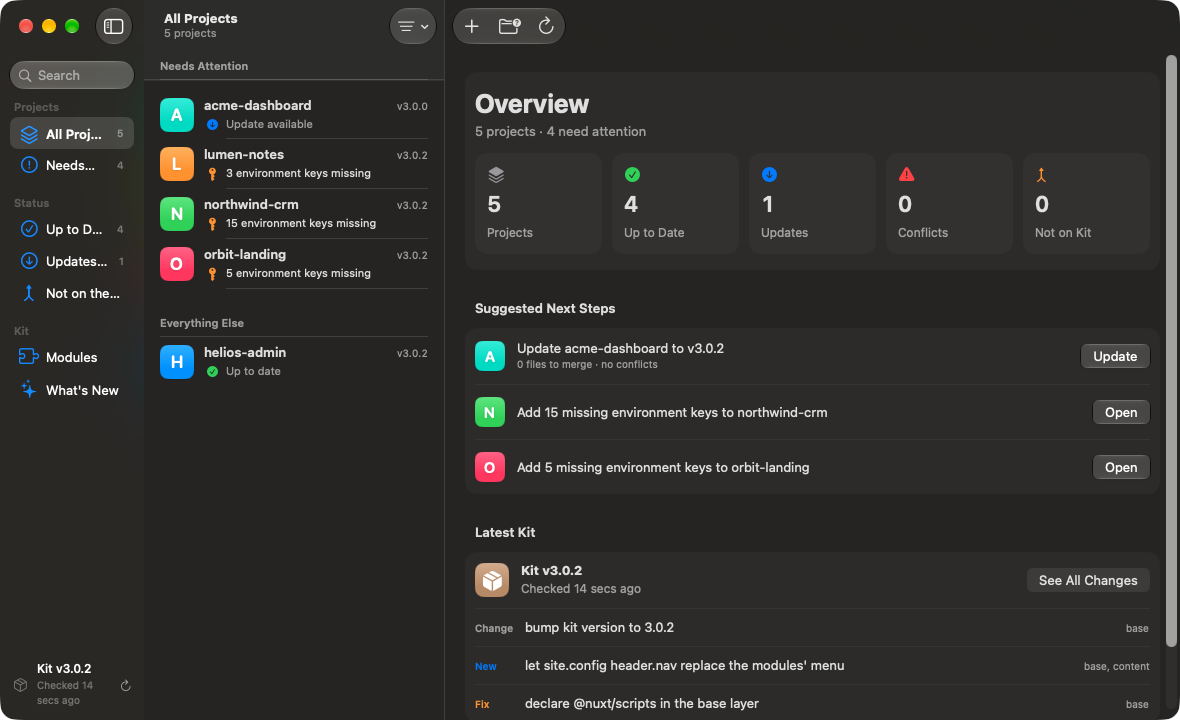 All Projects
5 projects
Search
Projects
All Proj... 5
Needs... 4
Status
Up to D... 4
Updates... 1
Not on the...
Kit
Modules
What's New
Kit v3.0.2
Checked 14
secs ago
Needs Attention
A
acme-dashboard v3.0.0
Update available
L
lumen-notes v3.0.2
3 environment keys missing
N
northwind-crm v3.0.2
15 environment keys missing
O
orbit-landing v3.0.2
5 environment keys missing
Everything Else
H
helios-admin v3.0.2
Up to date
Overview
5 projects · 4 need attention
5
Projects
4
Up to Date
1
Updates
0
Conflicts
0
Not on Kit
Suggested Next Steps
A
Update acme-dashboard to v3.0.2
0 files to merge · no conflicts
Update
N
Add 15 missing environment keys to northwind-crm
Open
O
Add 5 missing environment keys to orbit-landing
Open
Latest Kit
Kit v3.0.2
Checked 14 secs ago
See All Changes
Change bump kit version to 3.0.2 base
New let site.config header.nav replace the modules' menu base, content
Fix declare @nuxt/scripts in the base layer base